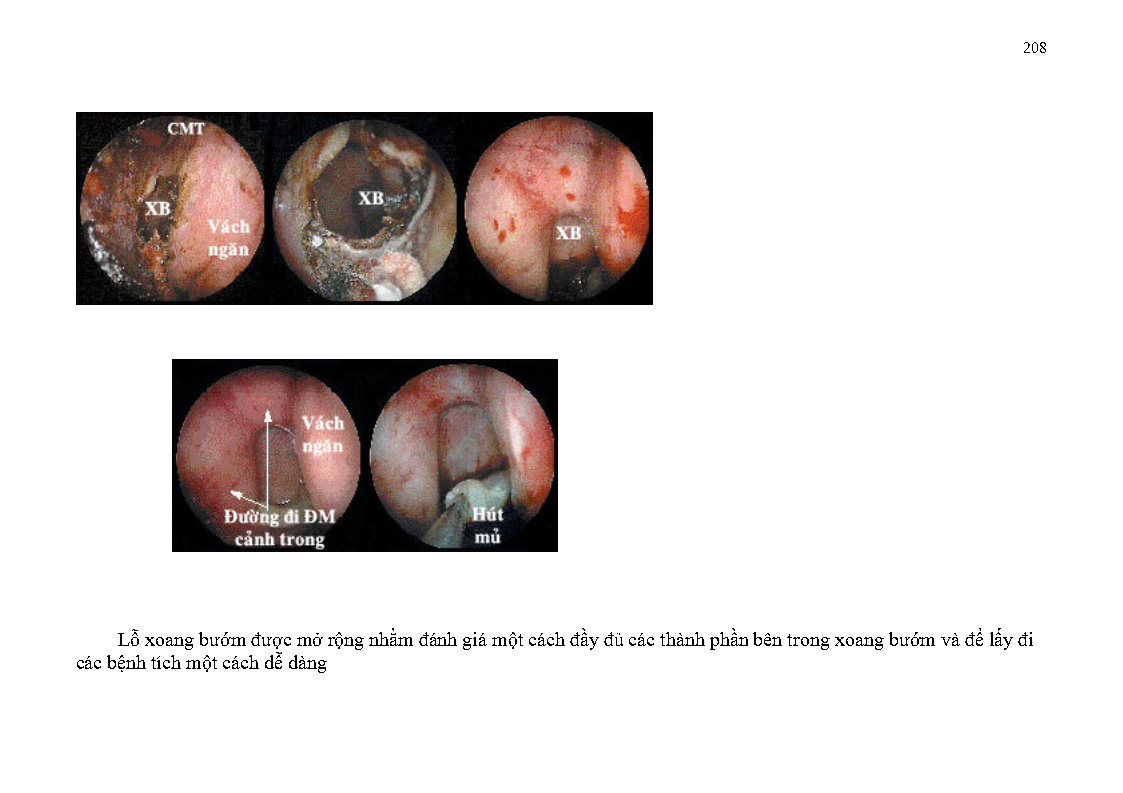 208
CMT
XB
Vách
ngăn
XB
XB
Vách
ngăn
Đường đi ĐM
cảnh trong
Hút
mủ
Lỗ xoang bướm được mở rộng nhằm đánh giá một cách đầy đủ các thành phần bên trong xoang bướm và để lấy đi
các bệnh tích một cách dễ dàng